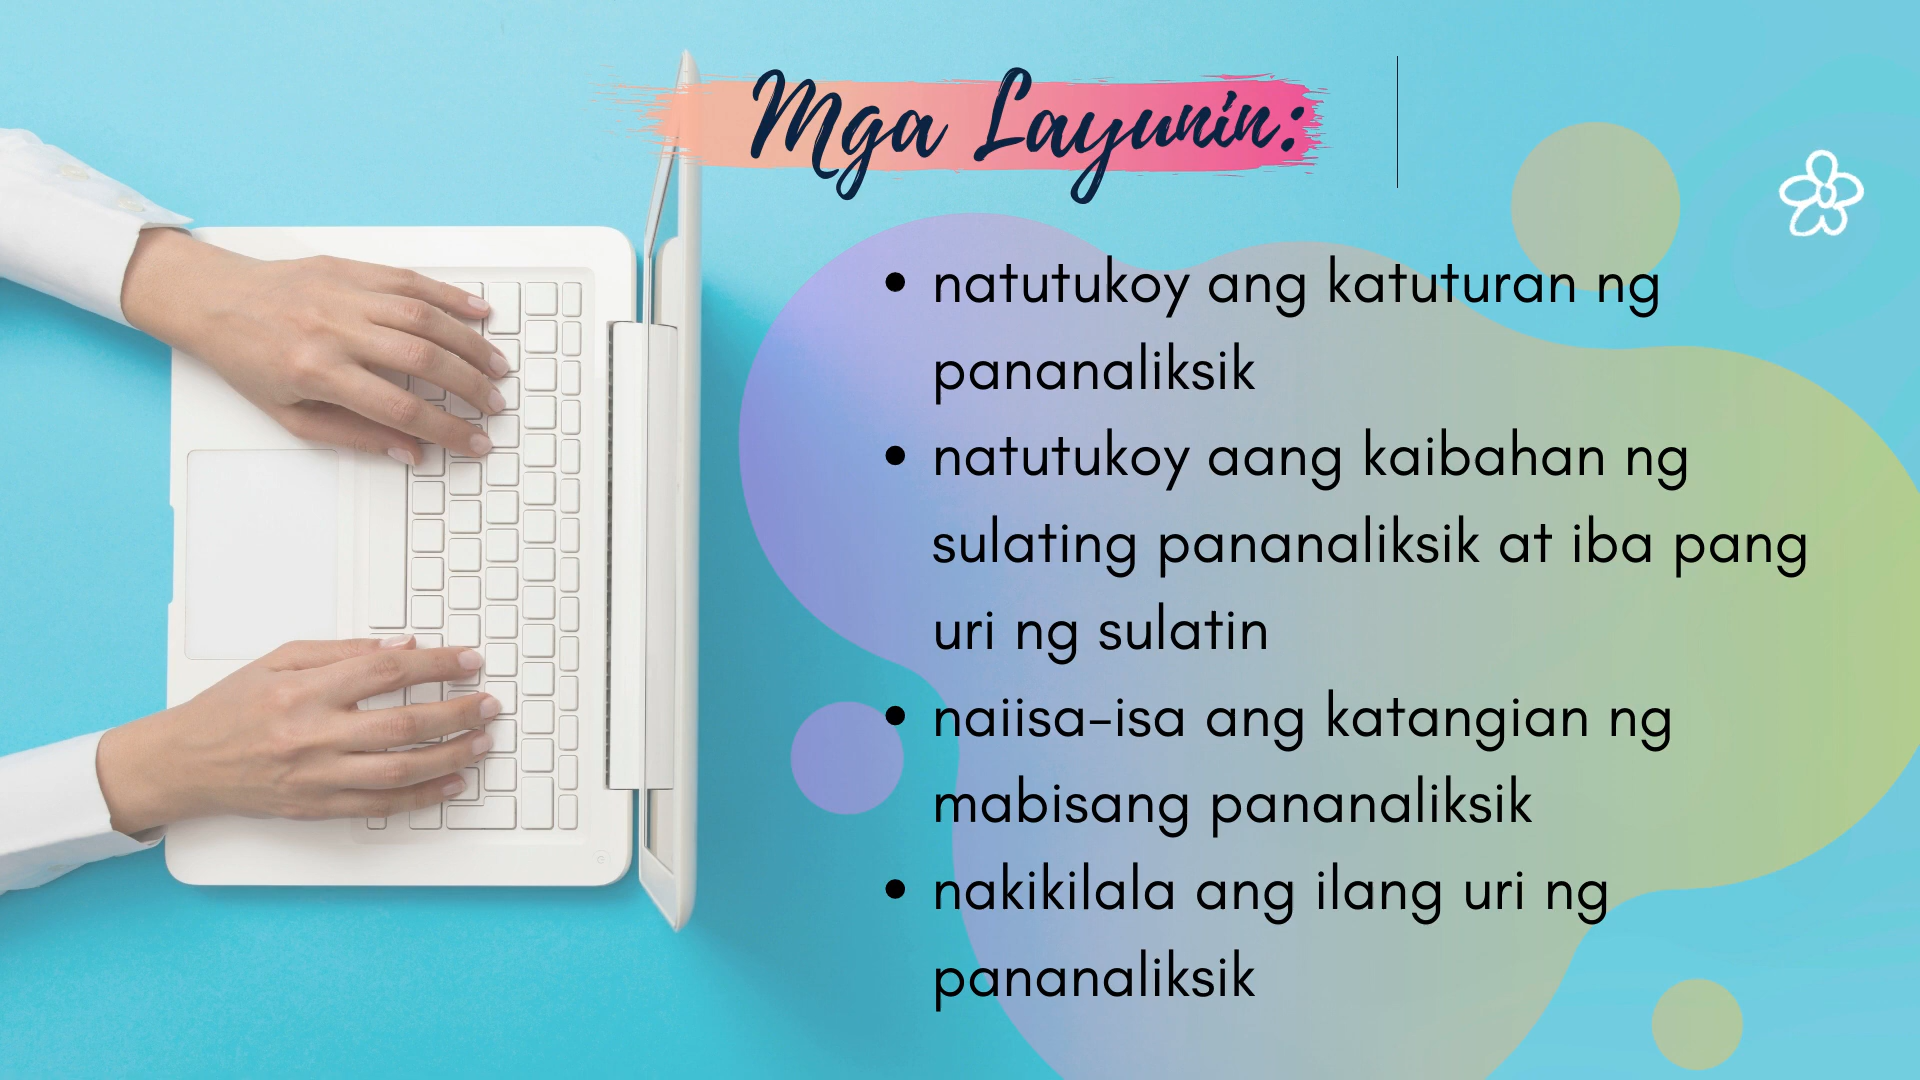 Mga Layunin:
• natutukoy ang katuturan ng
pananaliksik
• natutukoy aang kaibahan ng
sulating pananaliksik at iba pang
uri ng sulatin
• naiisa-isa ang katangian ng
mabisang pananaliksik
• nakikilala ang ilang uri ng
pananaliksik